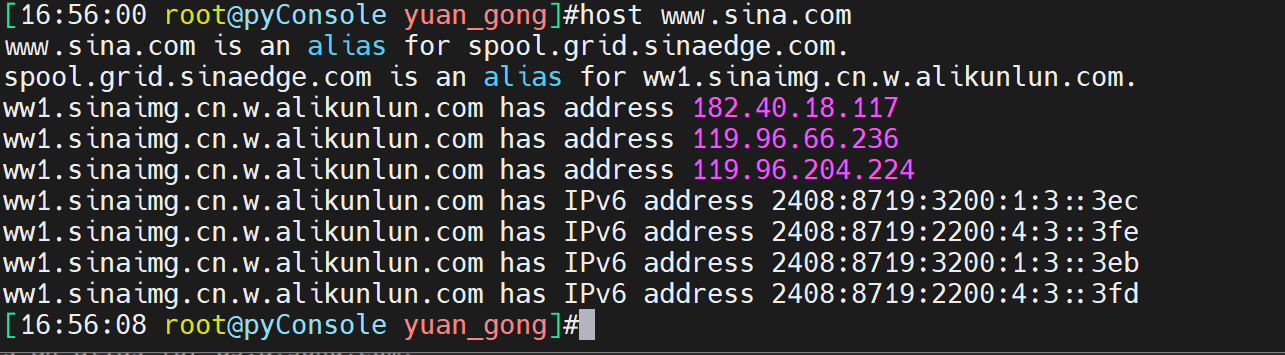 [16:56:00 root@pyConsole yuan_gong]#host www.sina.com
www.sina.com is an alias for spool.grid.sinaedge.com.
spool.grid.sinaedge.com is an alias for ww1.sinaimg.cn.w.alikunlun.com.
ww1.sinaimg.cn.w.alikunlun.com has address 182.40.18.117
ww1.sinaimg.cn.w.alikunlun.com has address 119.96.66.236
ww1.sinaimg.cn.w.alikunlun.com has address 119.96.204.224
ww1.sinaimg.cn.w.alikunlun.com has IPv6 address 2408:8719:3200:1:3::3ec
ww1.sinaimg.cn.w.alikunlun.com has IPv6 address 2408:8719:2200:4:3::3fe
ww1.sinaimg.cn.w.alikunlun.com has IPv6 address 2408:8719:3200:1:3::3eb
ww1.sinaimg.cn.w.alikunlun.com has IPv6 address 2408:8719:2200:4:3::3fd
[16:56:08 root@pyConsole yuan_gong]#